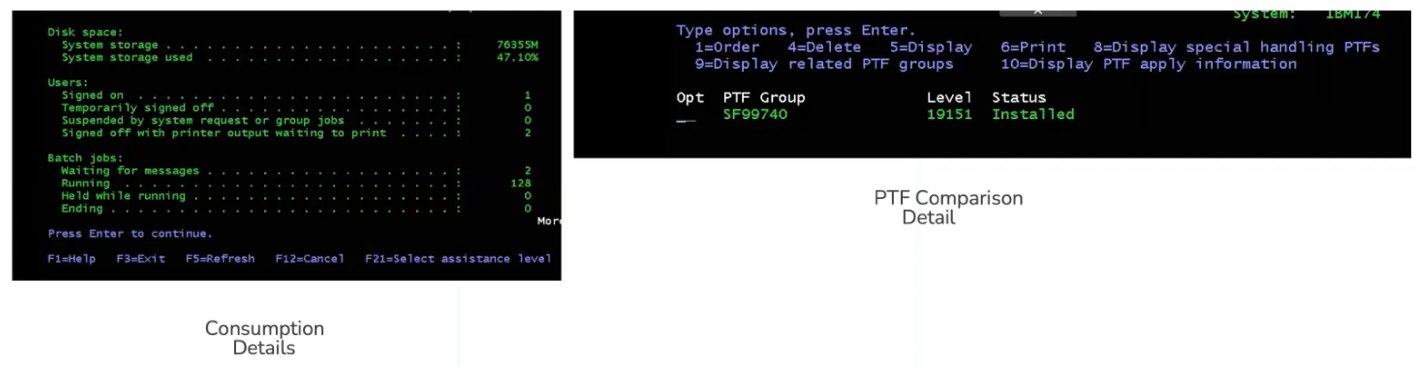 Disk space:
System storage . . . . . . . . . . . . . . . . . . . . . : 76355M
System storage used . . . . . . . . . . . . . . . . . . : 47.10%
Users:
Signed on . . . . . . . . . . . . . . . . . . . . . . . : 1
Temporarily signed off . . . . . . . . . . . . . . . . . : 0
Suspended by system request or group jobs . . . . . . . : 0
Signed off with printer output waiting to print . . . . : 2
Batch jobs:
Waiting for messages . . . . . . . . . . . . . . . . . . : 2
Running . . . . . . . . . . . . . . . . . . . . . . . . : 128
Held while running . . . . . . . . . . . . . . . . . . . : 0
Ending . . . . . . . . . . . . . . . . . . . . . . . . . : 0
More
Press Enter to continue.
F1=Help F3=Exit F5=Refresh F12=Cancel F21=Select assistance level
Consumption
Details
System: IBMI74
Type options, press Enter.
1=Order 4=Delete 5=Display 6=Print 8=Display special handling PTFs
9=Display related PTF groups 10=Display PTF apply information
Opt PTF Group Level Status
SF99740 19151 Installed
PTF Comparison
Detail